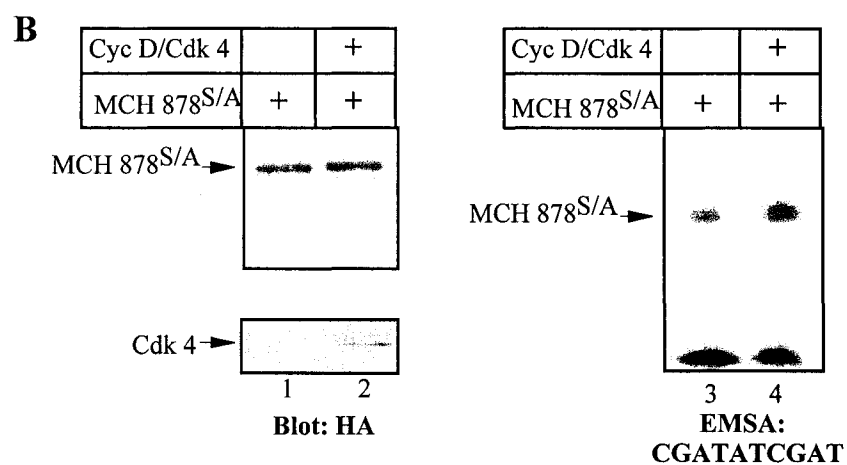 B
Cyc D/Cdk 4 +
MCH 878S/A + +
MCH 878S/A
Cdk 4
1 2
Blot: HA
Cyc D/Cdk 4 +
MCH 878S/A + +
MCH 878S/A
3 4
EMSA:
CGATATCGAT